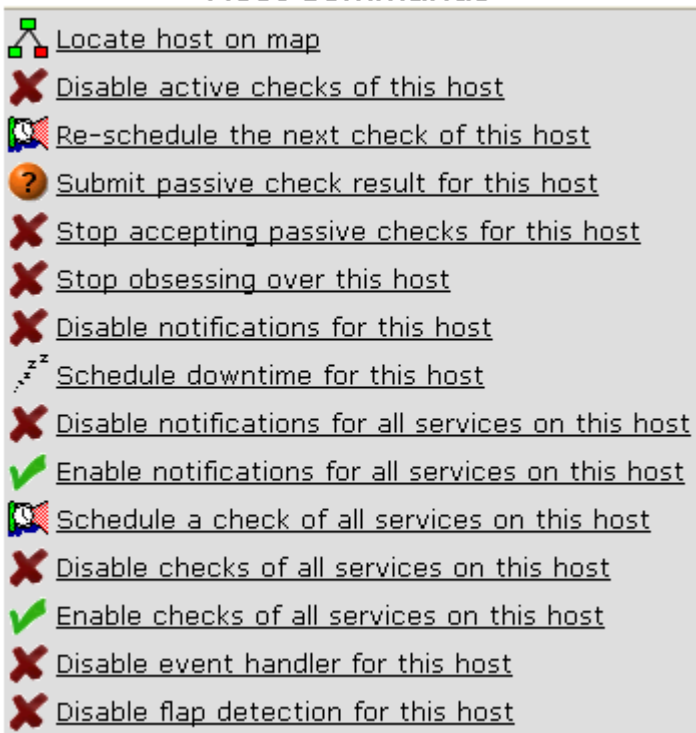 Locate host on map
Disable active checks of this host
Re-schedule the next check of this host
Submit passive check result for this host
Stop accepting passive checks for this host
Stop obsessing over this host
Disable notifications for this host
Schedule downtime for this host
Disable notifications for all services on this host
Enable notifications for all services on this host
Schedule a check of all services on this host
Disable checks of all services on this host
Enable checks of all services on this host
Disable event handler for this host
Disable flap detection for this host